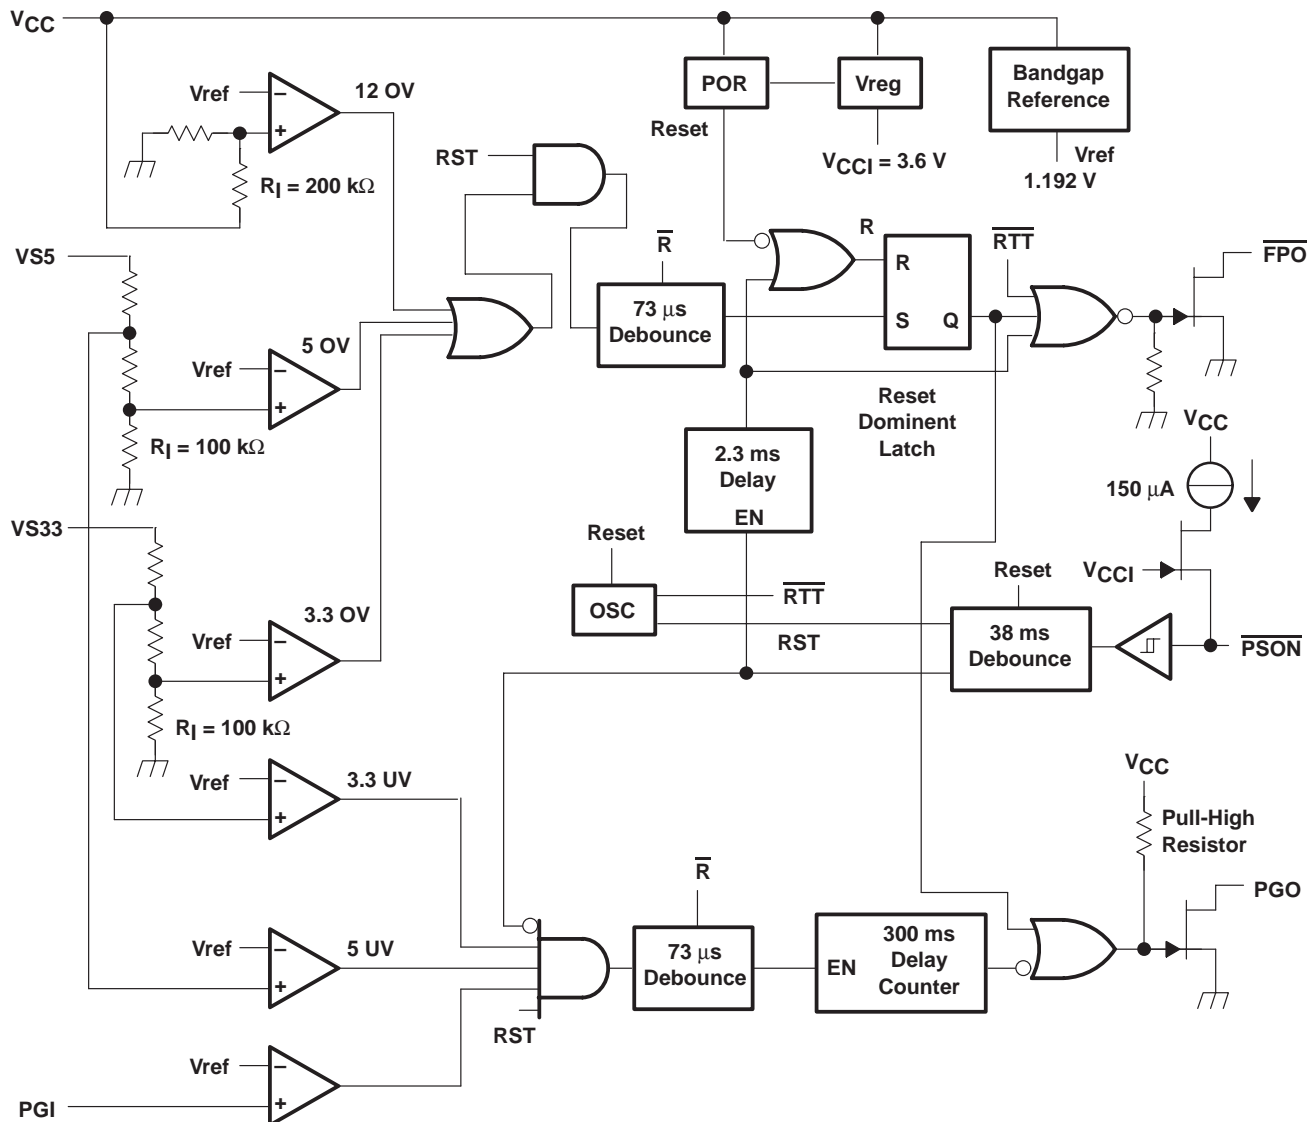 VCC
Vref
−
+
12 OV
RI = 200 kΩ
RST
POR
Vreg
Bandgap
Reference
Reset
VCCI = 3.6 V
Vref
1.192 V
VS5
R̅
73 μs
Debounce
R
R
S
Q
R̅T̅T̅
F̅P̅O̅
5 OV
Vref
−
+
RI = 100 kΩ
Reset
Dominent
Latch
2.3 ms
Delay
EN
VCC
150 μA
VCCI
VS33
Reset
OSC
R̅T̅T̅
RST
Reset
38 ms
Debounce
P̅S̅O̅N̅
3.3 OV
Vref
−
+
RI = 100 kΩ
Vref
−
+
3.3 UV
VCC
Pull-High
Resistor
PGO
Vref
−
+
5 UV
RST
R̅
73 μs
Debounce
EN
300 ms
Delay
Counter
Vref
−
+
PGI